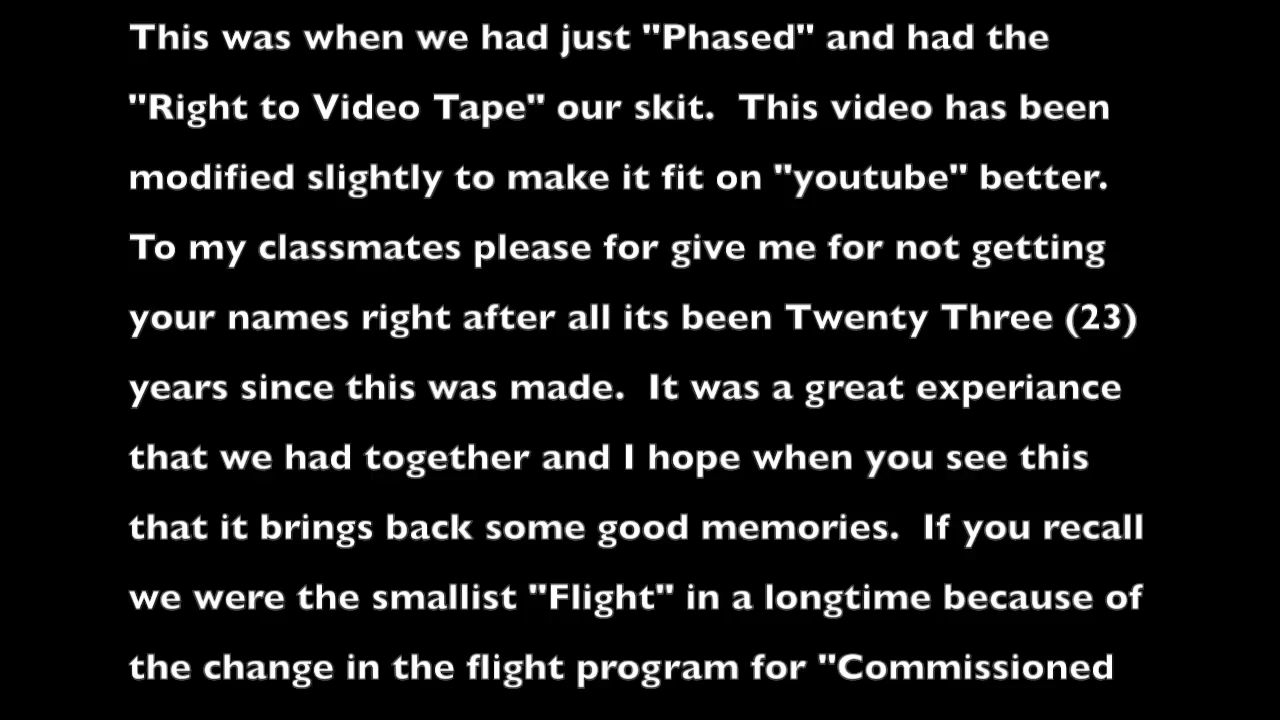 This was when we had just "Phased" and had the
"Right to Video Tape" our skit.  This video has been
modified slightly to make it fit on "youtube" better.
To my classmates please for give me for not getting
your names right after all its been Twenty Three (23)
years since this was made.  It was a great experiance
that we had together and I hope when you see this
that it brings back some good memories.  If you recall
we were the smallist "Flight" in a longtime because of
the change in the flight program for "Commissioned